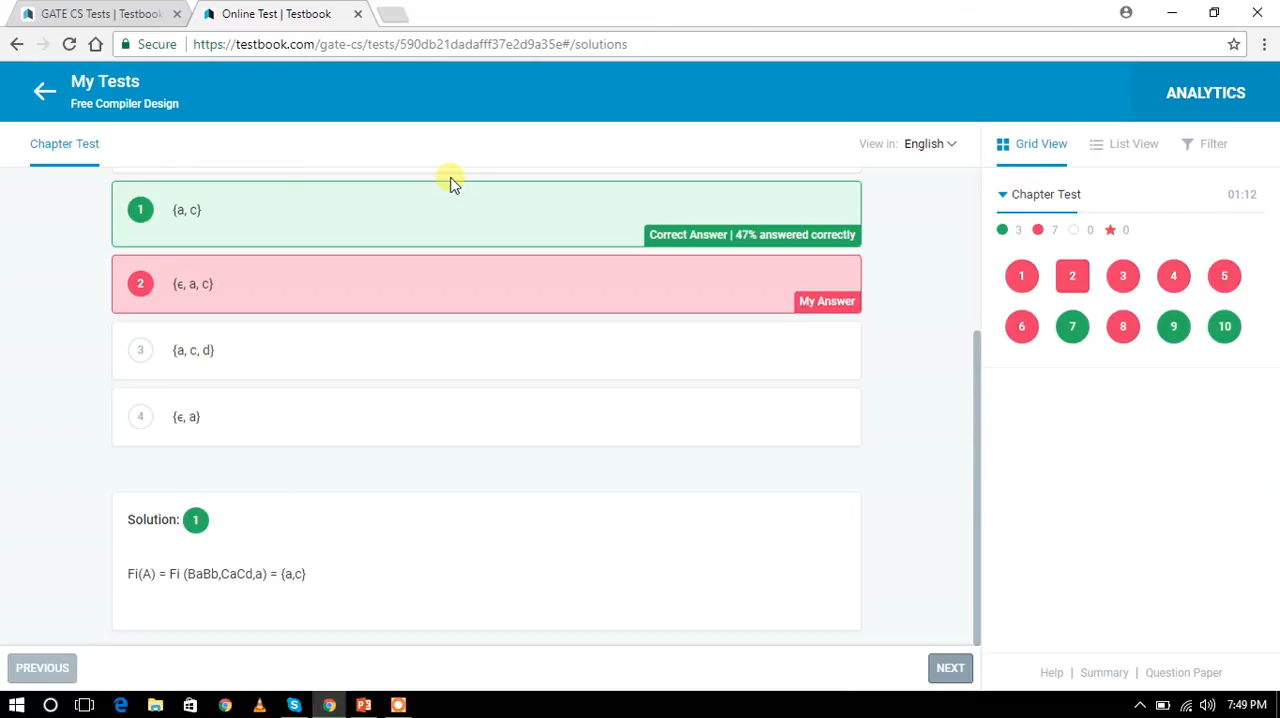 GATE CS Tests | Testbook
Online Test | Testbook
Secure
https://testbook.com/gate-cs/tests/590db21dadafff37e2d9a35e#/solutions
My Tests
Free Compiler Design
ANALYTICS
Chapter Test
View in: English
1 {a, c}
Correct Answer | 47% answered correctly
2 {ϵ, a, c}
My Answer
3 {a, c, d}
4 {ϵ, a}
Solution: 1
Fi(A) = Fi (BaBb,CaCd,a) = {a,c}
PREVIOUS
NEXT
Grid View
List View
Filter
Chapter Test
01:12
3 7 0 0
1 2 3 4 5
6 7 8 9 10
Help | Summary | Question Paper
7:49 PM